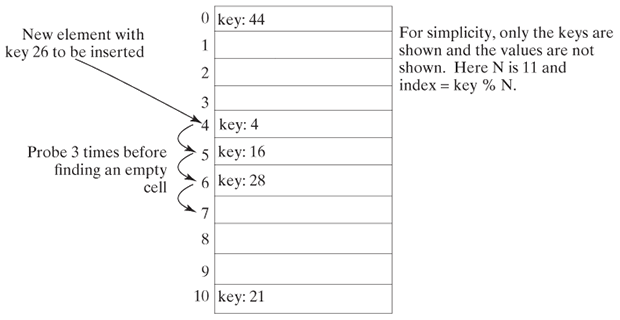 New element with
key 26 to be inserted
0 key: 44
1
2
3
4 key: 4
5 key: 16
6 key: 28
7
8
9
10 key: 21
Probe 3 times before
finding an empty
cell
For simplicity, only the keys are
shown and the values are not
shown. Here N is 11 and
index = key % N.